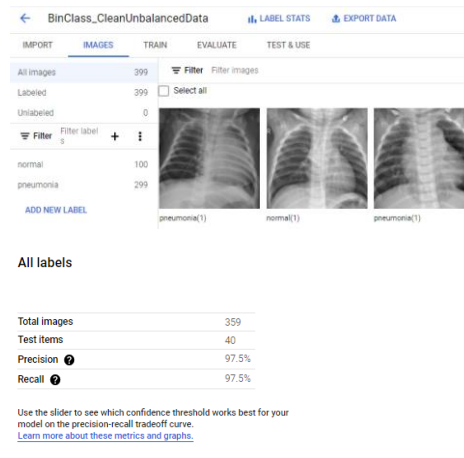 BinClass_CleanUnbalancedData LABEL STATS EXPORT DATA
IMPORT IMAGES TRAIN EVALUATE TEST & USE
All images 399
Filter Filter images
Labeled 399
Select all
Unlabeled 0
Filter Filter labels
normal 100
pneumonia 299
ADD NEW LABEL
pneumonia(1) normal(1) pneumonia(1)
All labels
Total images 359
Test items 40
Precision ? 97.5%
Recall ? 97.5%
Use the slider to see which confidence threshold works best for your
model on the precision-recall tradeoff curve.
Learn more about these metrics and graphs.